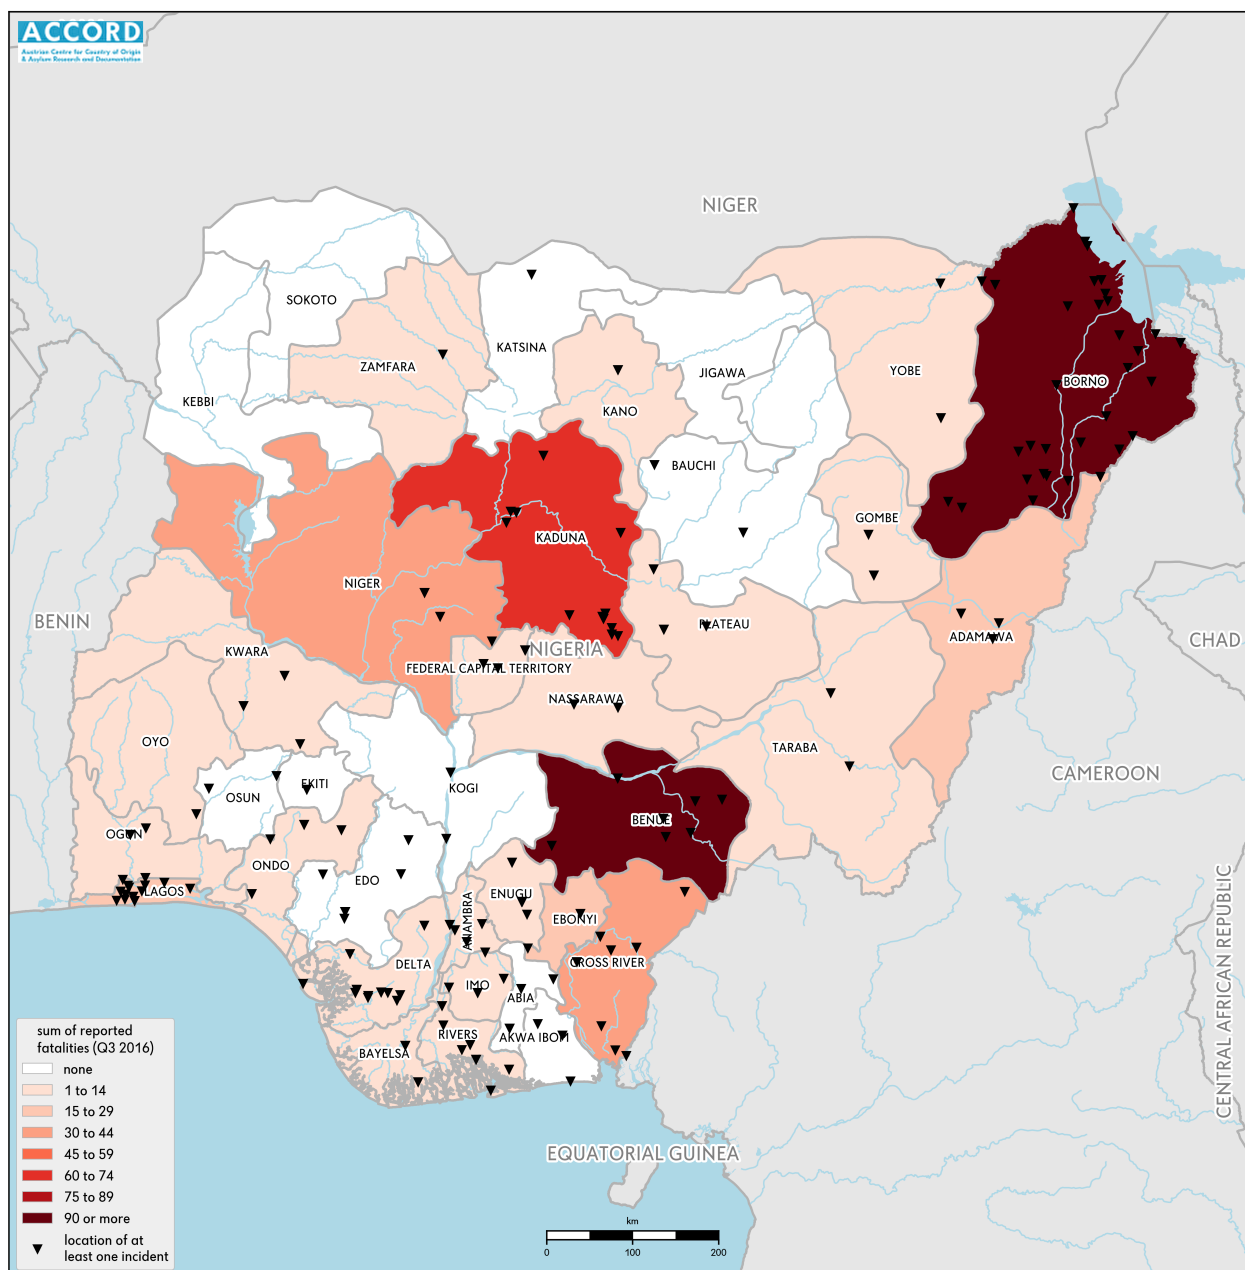 ACCORD
Austrian Centre for Country of Origin
& Asylum Research and Documentation
NIGER
SOKOTO
KATSINA
ZAMFARA
JIGAWA
YOBE
BORNO
KEBBI
KANO
BAUCHI
GOMBE
KADUNA
NIGER
BENIN
PLATEAU
ADAMAWA
CHAD
KWARA
NIGERIA
FEDERAL CAPITAL TERRITORY
NASSARAWA
OYO
TARABA
CAMEROON
OSUN
EKITI
KOGI
BENUE
OGUN
ONDO
EDO
LAGOS
ENUGU
ANAMBRA
EBONYI
CROSS RIVER
DELTA
IMO
ABIA
RIVERS
AKWA IBOM
BAYELSA
CENTRAL AFRICAN REPUBLIC
EQUATORIAL GUINEA
sum of reported
fatalities (Q3 2016)
none
1 to 14
15 to 29
30 to 44
45 to 59
60 to 74
75 to 89
90 or more
location of at
least one incident
km
0 100 200